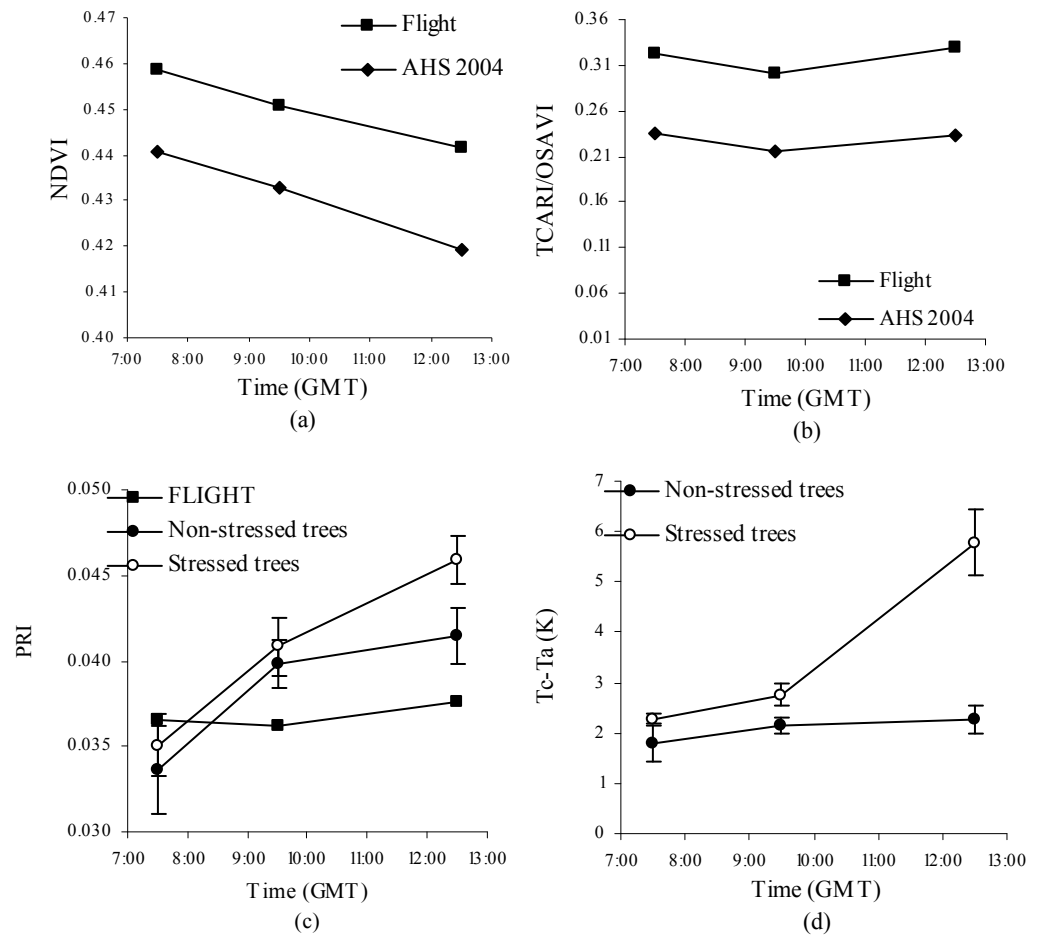 0.47
0.46
0.45
0.44
0.43
0.42
0.41
0.40
NDVI
Flight
AHS 2004
7:00 8:00 9:00 10:00 11:00 12:00 13:00
Time (GMT)
(a)
0.36
0.31
0.26
0.21
0.16
0.11
0.06
0.01
TCARI/OSAVI
Flight
AHS 2004
7:00 8:00 9:00 10:00 11:00 12:00 13:00
Time (GMT)
(b)
0.050
0.045
0.040
0.035
0.030
PRI
FLIGHT
Non-stressed trees
Stressed trees
7:00 8:00 9:00 10:00 11:00 12:00 13:00
Time (GMT)
(c)
7
6
5
4
3
2
1
0
Tc-Ta (K)
Non-stressed trees
Stressed trees
7:00 8:00 9:00 10:00 11:00 12:00 13:00
Time (GMT)
(d)